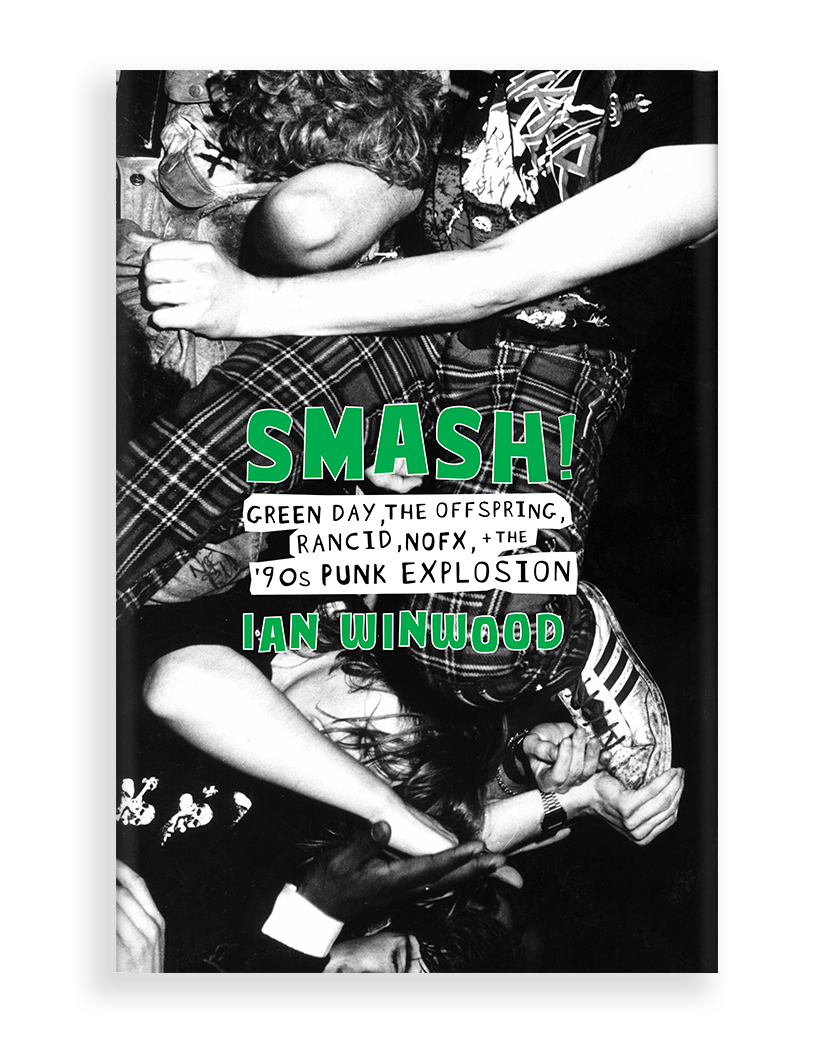 SMASH!
GREEN DAY, THE OFFSPRING,
RANCID, NOFX, + THE
'90s PUNK EXPLOSION
IAN WINWOOD